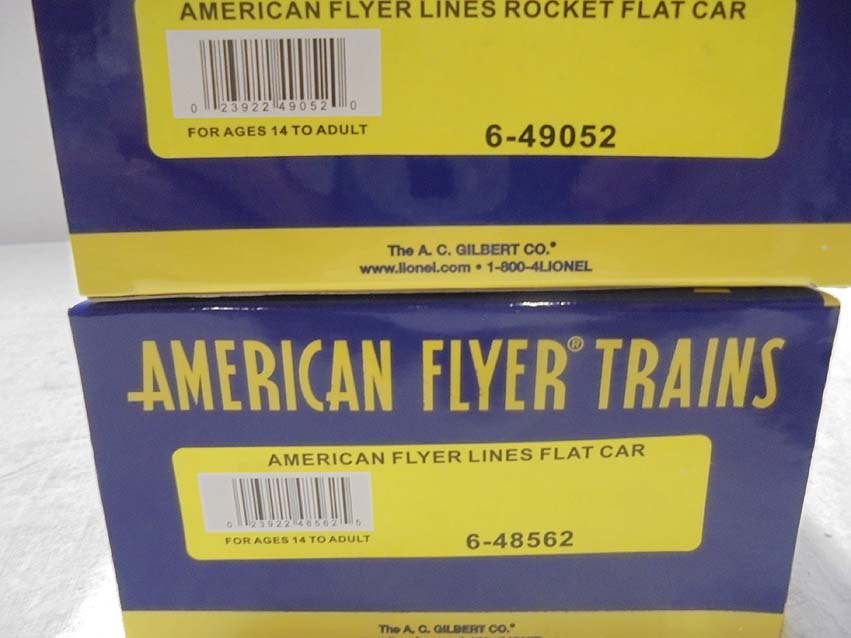 AMERICAN FLYER LINES ROCKET FLAT CAR
0 23922 49052 0
FOR AGES 14 TO ADULT
6-49052
The A. C. GILBERT CO.®
www.lionel.com • 1-800-4LIONEL
AMERICAN FLYER® TRAINS
AMERICAN FLYER LINES FLAT CAR
0 23922 48562 5
FOR AGES 14 TO ADULT
6-48562
The A. C. GILBERT CO.®